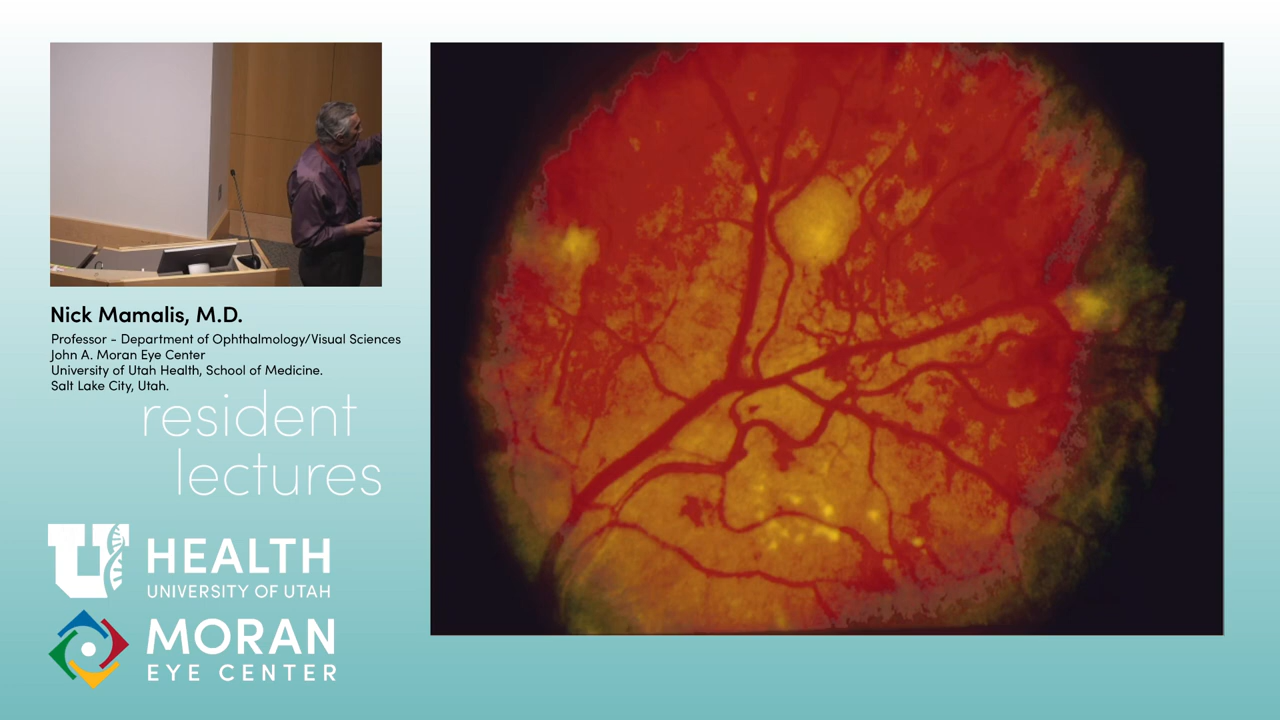 Nick Mamalis, M.D.
Professor - Department of Ophthalmology/Visual Sciences
John A. Moran Eye Center
University of Utah Health, School of Medicine.
Salt Lake City, Utah.
resident
lectures
U HEALTH
UNIVERSITY OF UTAH
MORAN
EYE CENTER